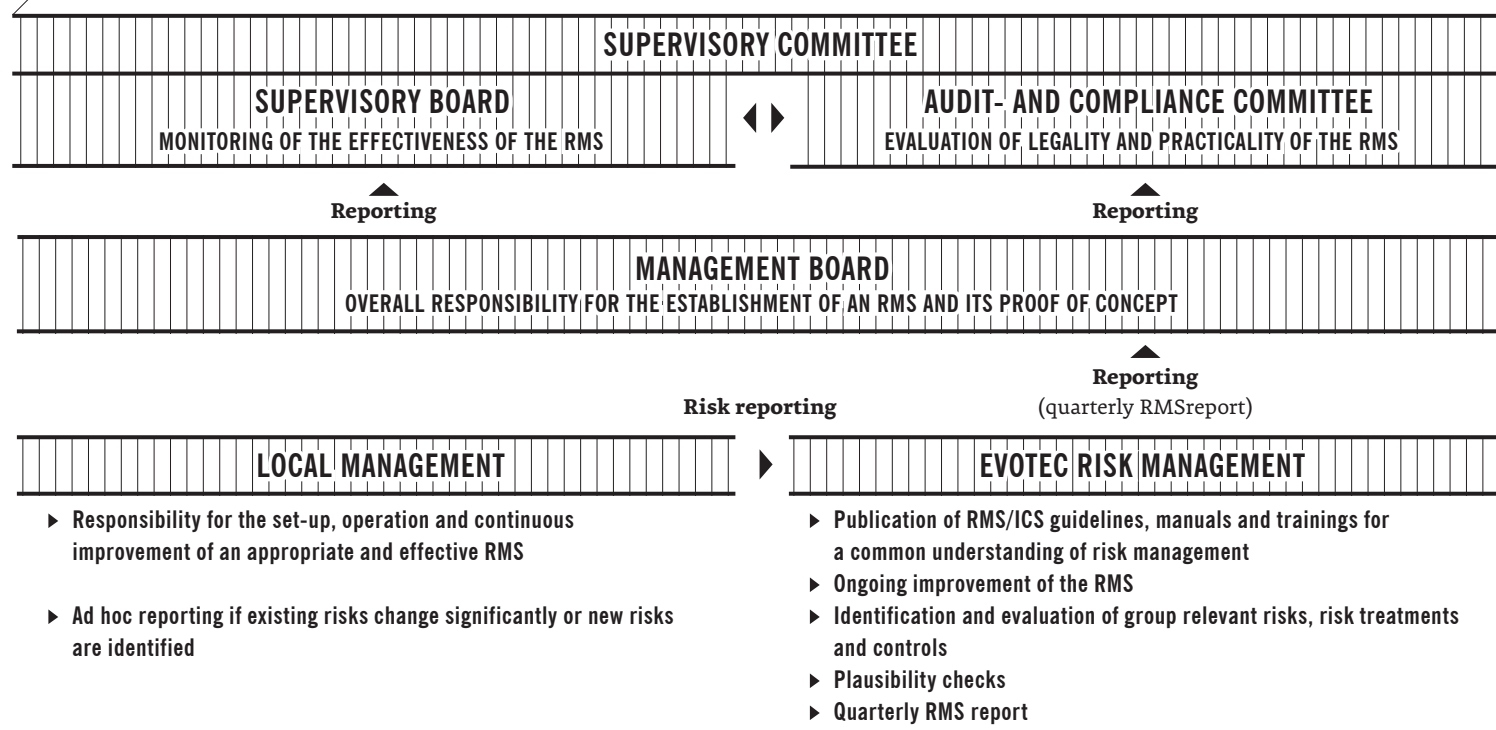 SUPERVISORY COMMITTEE
SUPERVISORY BOARD
MONITORING OF THE EFFECTIVENESS OF THE RMS
AUDIT- AND COMPLIANCE COMMITTEE
EVALUATION OF LEGALITY AND PRACTICALITY OF THE RMS
Reporting
Reporting
MANAGEMENT BOARD
OVERALL RESPONSIBILITY FOR THE ESTABLISHMENT OF AN RMS AND ITS PROOF OF CONCEPT
Reporting
(quarterly RMSreport)
Risk reporting
LOCAL MANAGEMENT
Responsibility for the set-up, operation and continuous
improvement of an appropriate and effective RMS
Ad hoc reporting if existing risks change significantly or new risks
are identified
EVOTEC RISK MANAGEMENT
Publication of RMS/ICS guidelines, manuals and trainings for
a common understanding of risk management
Ongoing improvement of the RMS
Identification and evaluation of group relevant risks, risk treatments
and controls
Plausibility checks
Quarterly RMS report